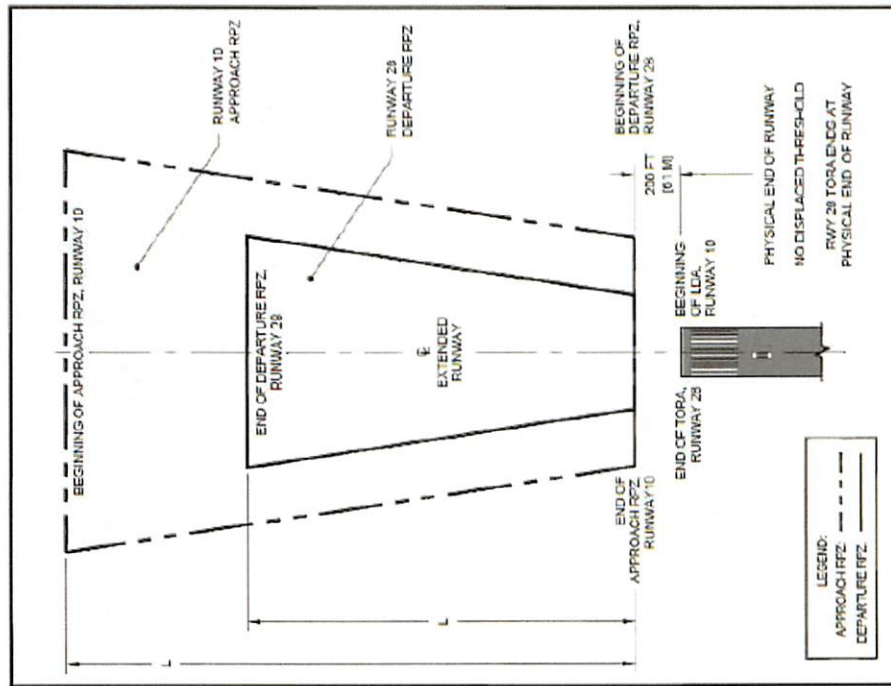 RUNWAY 10
APPROACH RPZ
BEGINNING OF APPROACH RPZ, RUNWAY 10
RUNWAY 28
DEPARTURE RPZ
END OF DEPARTURE RPZ,
RUNWAY 28
℄
EXTENDED
RUNWAY
L
L
BEGINNING OF
DEPARTURE RPZ,
RUNWAY 28
END OF
APPROACH RPZ,
RUNWAY 10
200 FT
[61 M]
BEGINNING
OF LDA,
RUNWAY 10
END OF TORA,
RUNWAY 28
PHYSICAL END OF RUNWAY
NO DISPLACED THRESHOLD
RWY 28 TORA ENDS AT
PHYSICAL END OF RUNWAY
LEGEND:
APPROACH RPZ:
DEPARTURE RPZ: